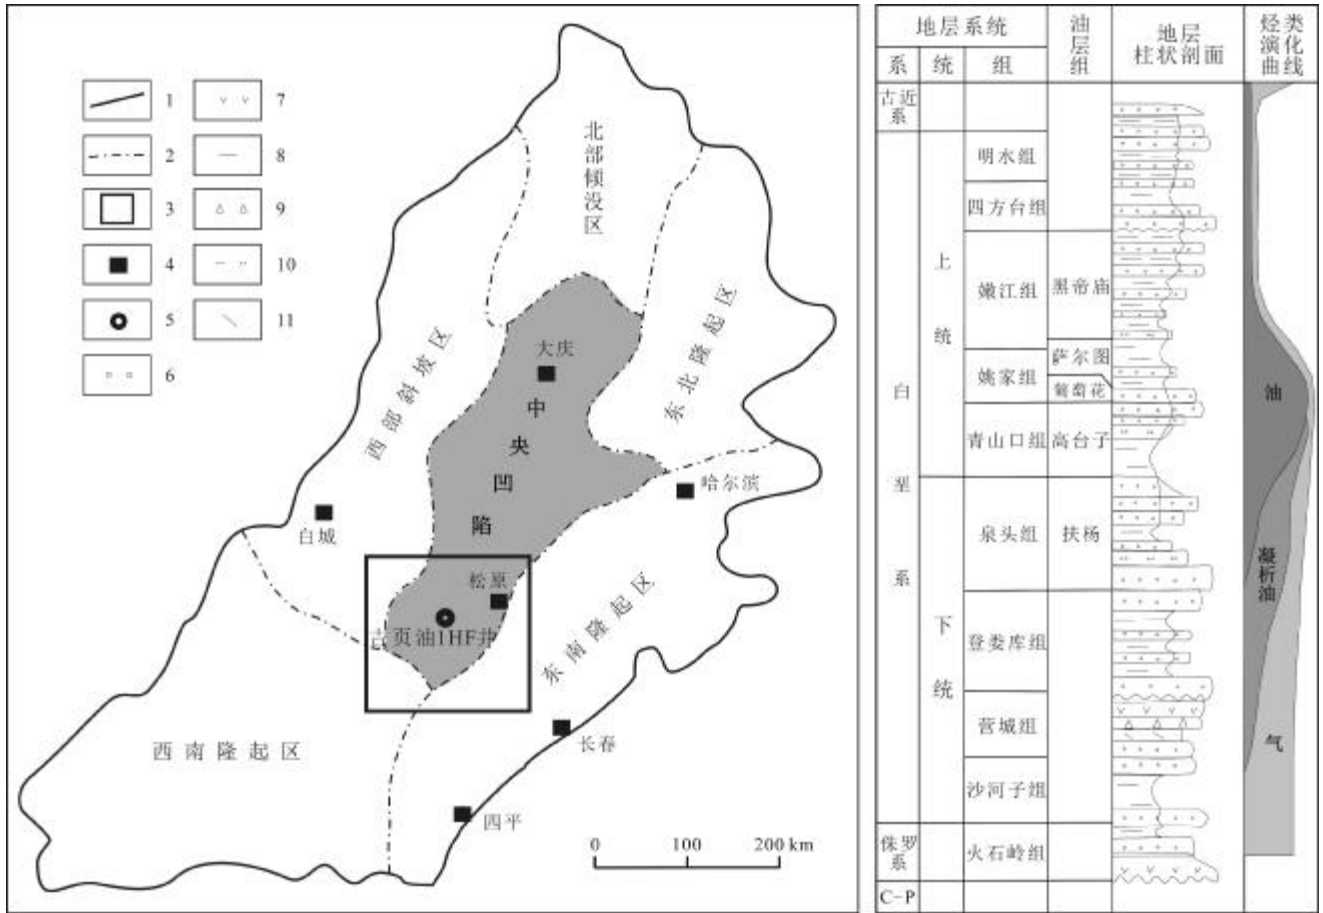 1
2
3
4
5
6
7
8
9
10
11
北部倾没区
西部斜坡区
东北隆起区
大庆
中央凹陷
哈尔滨
白城
松原
吉页油1HF井
东南隆起区
西南隆起区
长春
四平
0 100 200 km
地层系统
系
统
组
油层组
地层
柱状剖面
烃类
演化
曲线
古近系
白垩系
侏罗系
C-P
上统
下统
明水组
四方台组
嫩江组
姚家组
青山口组
泉头组
登娄库组
营城组
沙河子组
火石岭组
黑帝庙
萨尔图
葡萄花
高台子
扶杨
油
凝析油
气